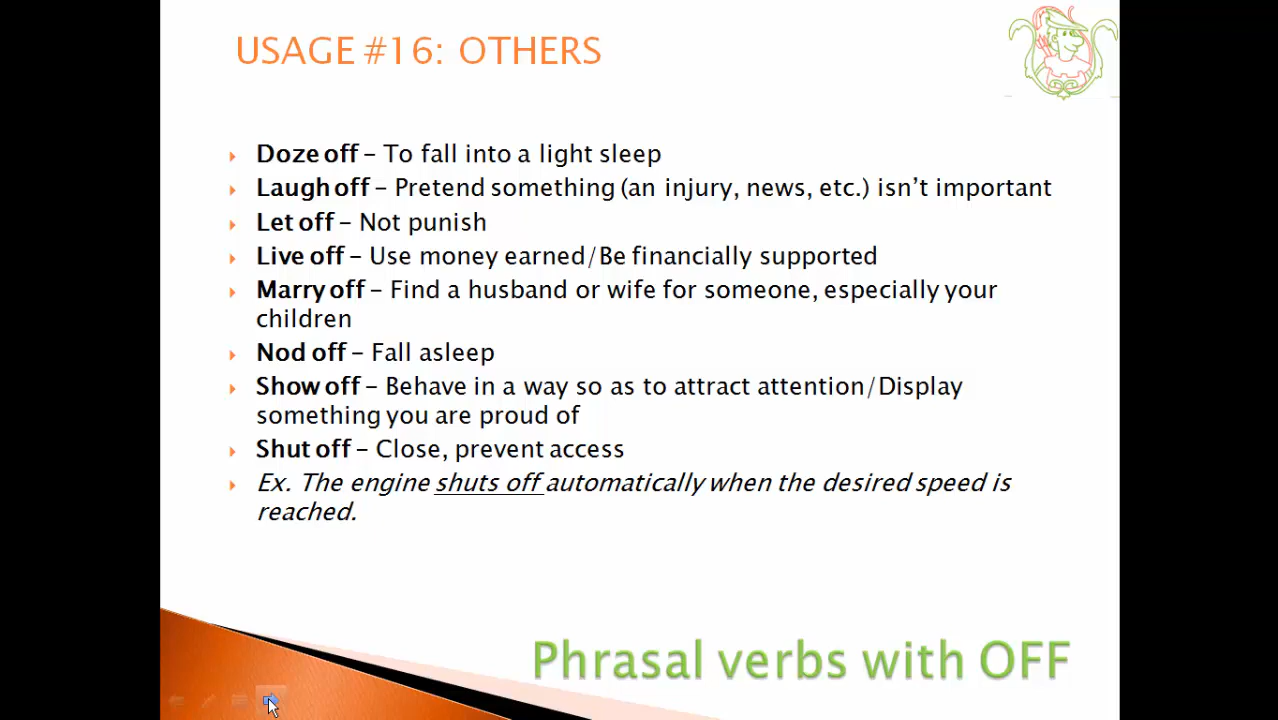 USAGE #16: OTHERS
Doze off – To fall into a light sleep
Laugh off – Pretend something (an injury, news, etc.) isn’t important
Let off – Not punish
Live off – Use money earned/Be financially supported
Marry off – Find a husband or wife for someone, especially your
children
Nod off – Fall asleep
Show off – Behave in a way so as to attract attention/Display
something you are proud of
Shut off – Close, prevent access
Ex. The engine shuts off automatically when the desired speed is
reached.
Phrasal verbs with OFF